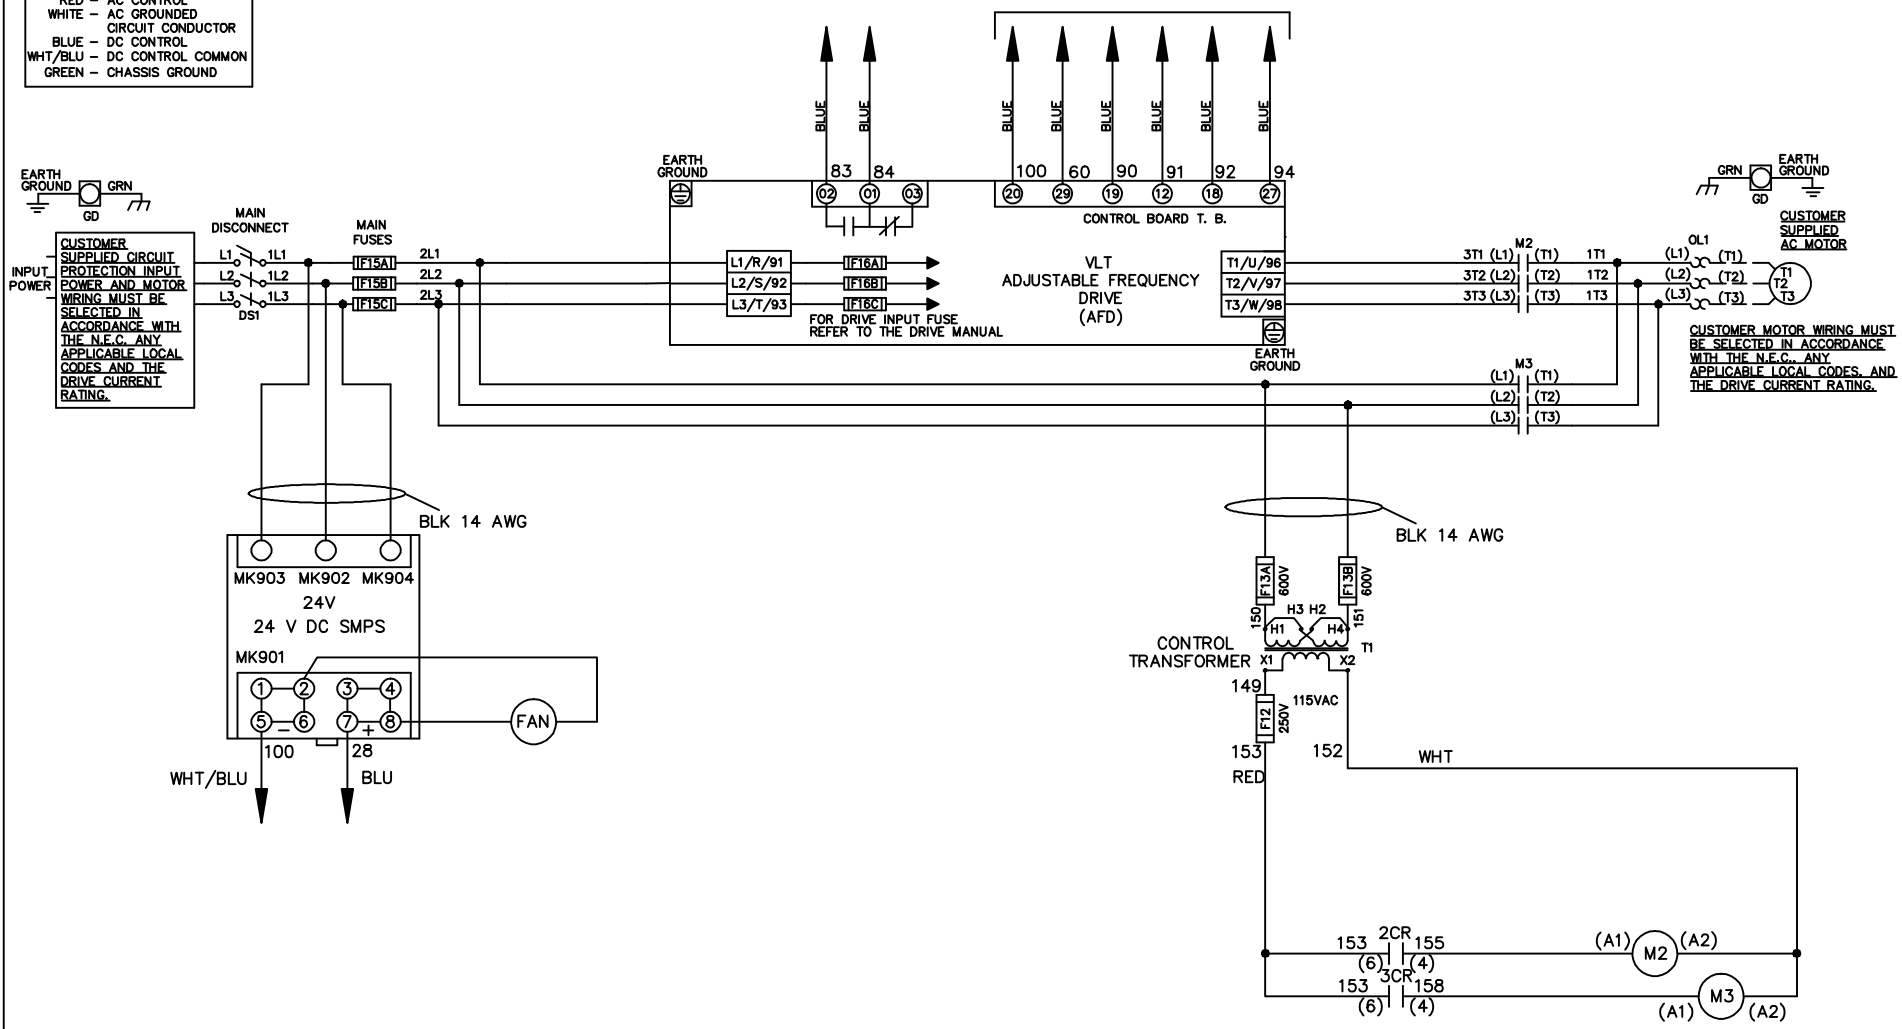 RED – AC CONTROL
WHITE – AC GROUNDED
CIRCUIT CONDUCTOR
BLUE – DC CONTROL
WHT/BLU – DC CONTROL COMMON
GREEN – CHASSIS GROUND
BLUE
BLUE
BLUE
BLUE
BLUE
BLUE
BLUE
BLUE
EARTH
GROUND
GRN
GD
EARTH
GROUND
83
84
100
60
90
91
92
94
02
01
03
20
29
19
12
18
27
CONTROL BOARD T. B.
GRN
EARTH
GROUND
GD
CUSTOMER
SUPPLIED
AC MOTOR
INPUT
POWER
CUSTOMER
SUPPLIED CIRCUIT
PROTECTION INPUT
POWER AND MOTOR
WIRING MUST BE
SELECTED IN
ACCORDANCE WITH
THE N.E.C. ANY
APPLICABLE LOCAL
CODES AND THE
DRIVE CURRENT
RATING.
MAIN
DISCONNECT
L1
1L1
L2
1L2
L3
1L3
DS1
MAIN
FUSES
F15A
F15B
F15C
2L1
2L2
2L3
L1/R/91
L2/S/92
L3/T/93
F16A
F16B
F16C
FOR DRIVE INPUT FUSE
REFER TO THE DRIVE MANUAL
VLT
ADJUSTABLE FREQUENCY
DRIVE
(AFD)
T1/U/96
T2/V/97
T3/W/98
EARTH
GROUND
M2
3T1 (L1) (T1) 1T1
3T2 (L2) (T2) 1T2
3T3 (L3) (T3) 1T3
OL1
(L1) (T1)
(L2) (T2)
(L3) (T3)
T1
T2
T3
CUSTOMER MOTOR WIRING MUST
BE SELECTED IN ACCORDANCE
WITH THE N.E.C., ANY
APPLICABLE LOCAL CODES, AND
THE DRIVE CURRENT RATING.
M3
(L1) (T1)
(L2) (T2)
(L3) (T3)
BLK 14 AWG
BLK 14 AWG
MK903 MK902 MK904
24V
24 V DC SMPS
MK901
1 2 3 4
5 6 7 8
– +
100
28
WHT/BLU
BLU
FAN
F13A
600V
F13B
600V
150
151
H3 H2
H1
H4
T1
CONTROL
TRANSFORMER
X1
X2
149
115VAC
F12
250V
153
152
RED
WHT
2CR
153
155
(6)
(4)
(A1)
M2
(A2)
3CR
153
158
(6)
(4)
(A1)
M3
(A2)